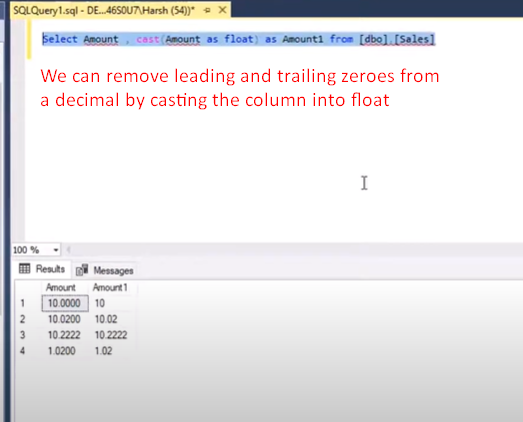 SQLQuery1.sql - DE...46S0U7\Harsh (54))*
Select Amount , cast(Amount as float) as Amount1 from [dbo].[Sales]
We can remove leading and trailing zeroes from
a decimal by casting the column into float
100 %
Results Messages
Amount Amount1
1 10.0000 10
2 10.0200 10.02
3 10.2222 10.2222
4 1.0200 1.02